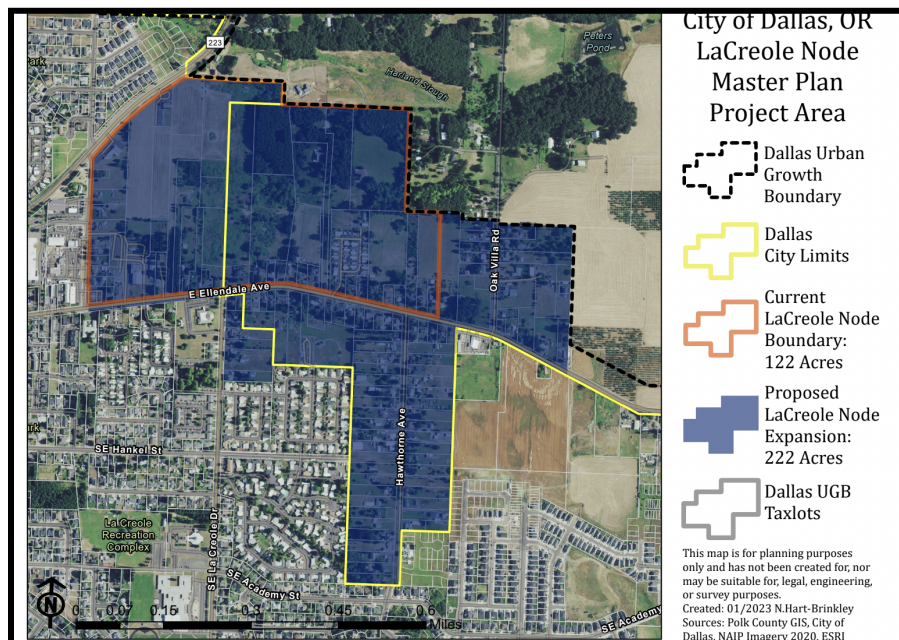 City of Dallas, OR
LaCreole Node
Master Plan
Project Area
Dallas Urban
Growth
Boundary
Dallas
City Limits
Current
LaCreole Node
Boundary:
122 Acres
Proposed
LaCreole Node
Expansion:
222 Acres
Dallas UGB
Taxlots
This map is for planning purposes
only and has not been created for, nor
may be suitable for, legal, engineering,
or survey purposes.
Created: 01/2023 N.Hart-Brinkley
Sources: Polk County GIS, City of
Dallas, NAIP Imagery 2020, ESRI
223
Peters
Pond
Harland Slough
ark
Oak Villa Rd
E Ellendale Ave
Hawthorne Ave
ark
SE Hankel St
La Creole
Recreation
Complex
SE La Creole Dr
SE Academy St
SE Academy
N
0 0.07 0.15 0.3 0.45 0.6
Miles